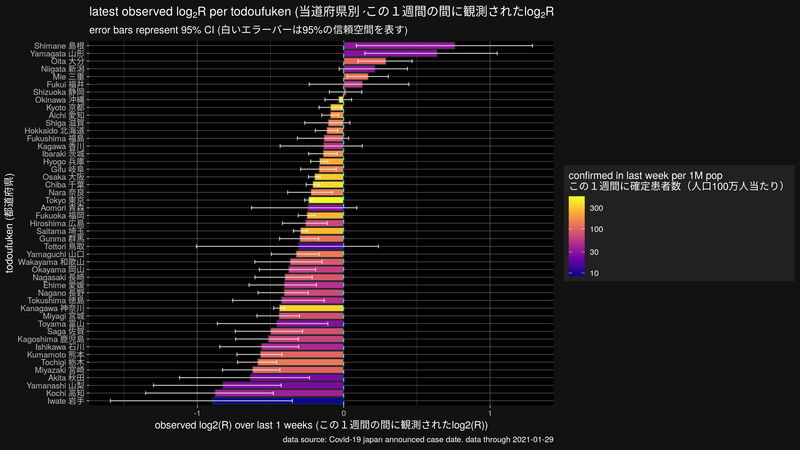 latest observed log₂R per todoufuken (当道府県別 この１週間の間に観測されたlog₂R
error bars represent 95% CI (白いエラーバーは95%の信頼空間を表す)
todoufuken (都道府県)
Shimane 島根
Yamagata 山形
Oita 大分
Niigata 新潟
Mie 三重
Fukui 福井
Shizuoka 静岡
Okinawa 沖縄
Kyoto 京都
Aichi 愛知
Shiga 滋賀
Hokkaido 北海道
Fukushima 福島
Kagawa 香川
Ibaraki 茨城
Hyogo 兵庫
Gifu 岐阜
Osaka 大阪
Chiba 千葉
Nara 奈良
Tokyo 東京
Aomori 青森
Fukuoka 福岡
Hiroshima 広島
Saitama 埼玉
Gunma 群馬
Tottori 鳥取
Yamaguchi 山口
Wakayama 和歌山
Okayama 岡山
Nagasaki 長崎
Ehime 愛媛
Nagano 長野
Tokushima 徳島
Kanagawa 神奈川
Miyagi 宮城
Toyama 富山
Saga 佐賀
Kagoshima 鹿児島
Ishikawa 石川
Kumamoto 熊本
Tochigi 栃木
Miyazaki 宮崎
Akita 秋田
Yamanashi 山梨
Kochi 高知
Iwate 岩手
-1 0 1
observed log2(R) over last 1 weeks (この１週間の間に観測されたlog2(R))
data source: Covid-19 japan announced case date. data through 2021-01-29
confirmed in last week per 1M pop
この１週間に確定患者数（人口100万人当たり）
300
100
30
10